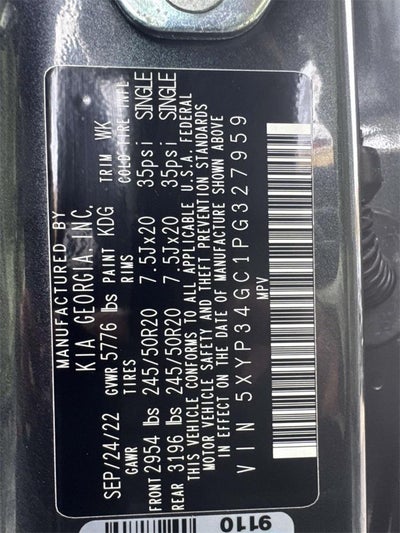 MANUFACTURED BY
KIA GEORGIA, INC.
SEP/24/22 GVWR 5776 lbs PAINT KDG TRIM WK
GAWR TIRES RIMS COLD TIRE INFL
FRONT 2954 lbs 245/50R20 7.5Jx20 35psi SINGLE
REAR 3196 lbs 245/50R20 7.5Jx20 35psi SINGLE
THIS VEHICLE CONFORMS TO ALL APPLICABLE U.S.A. FEDERAL
MOTOR VEHICLE SAFETY AND THEFT PREVENTION STANDARDS
IN EFFECT ON THE DATE OF MANUFACTURE SHOWN ABOVE
VIN 5XYP34GC1PG327959
MPV
9110